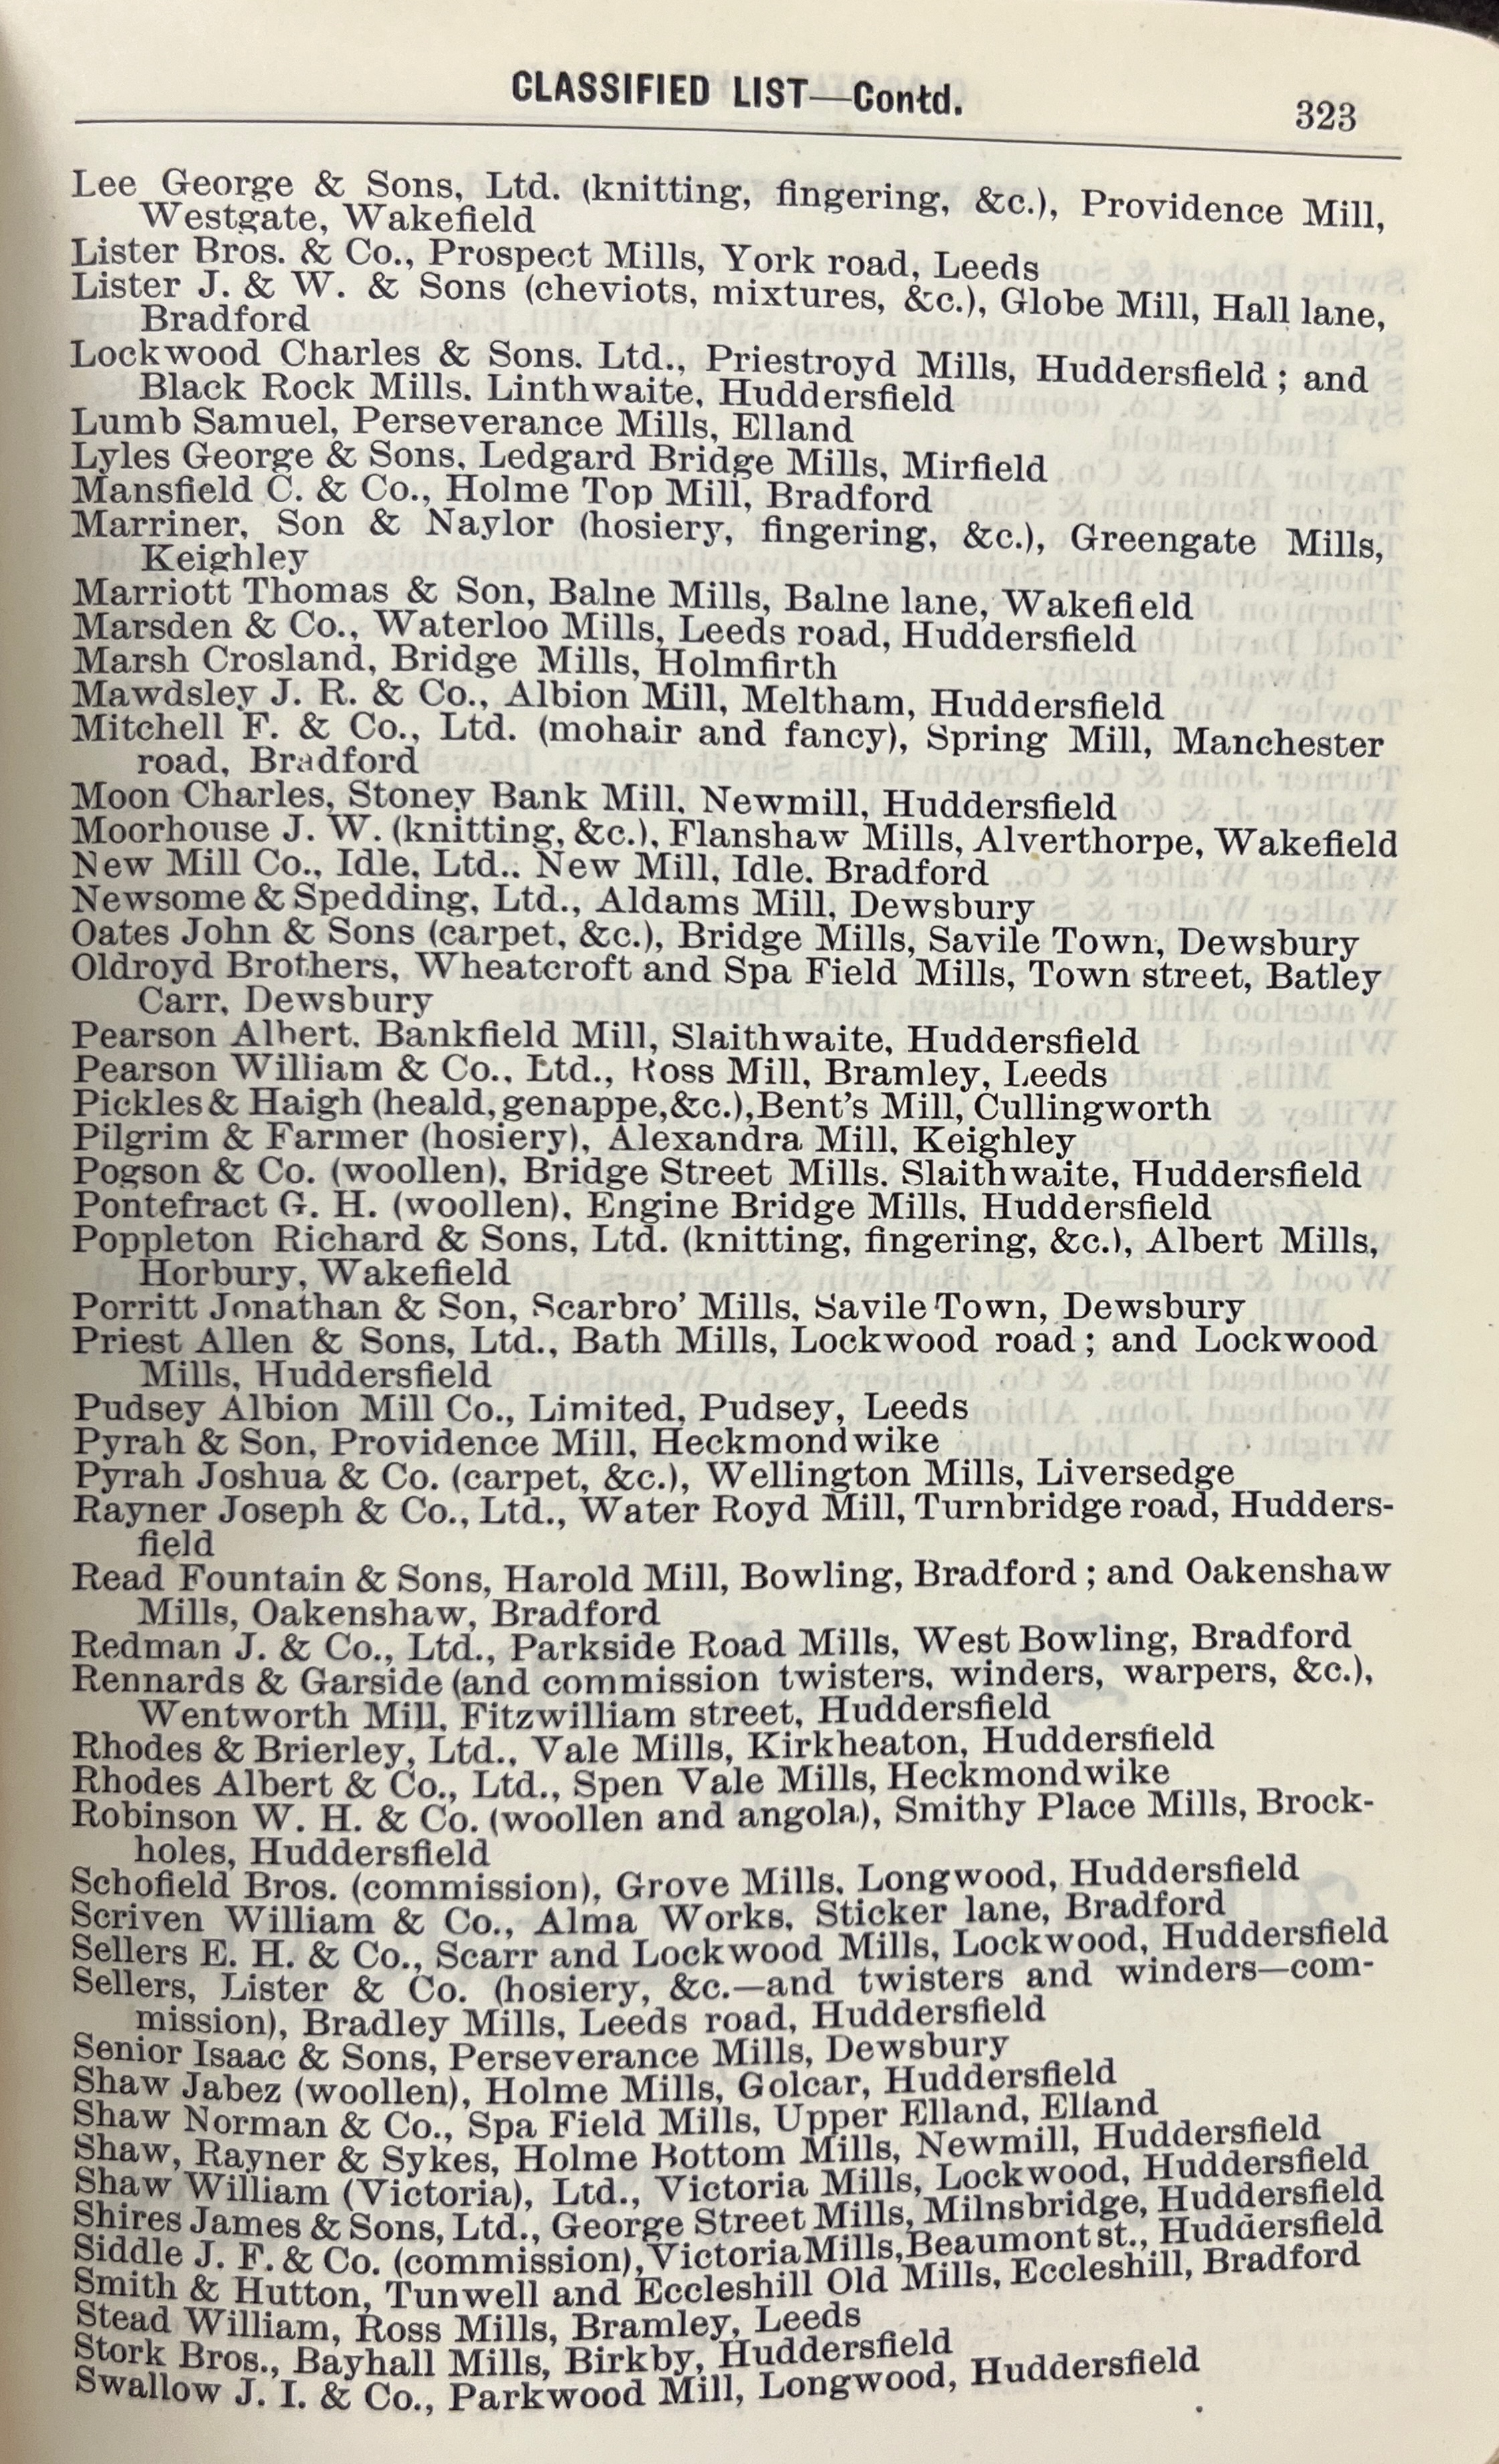 CLASSIFIED LIST—Contd.
323
Lee George & Sons, Ltd. (knitting, fingering, &c.), Providence Mill,
Westgate, Wakefield
Lister Bros. & Co., Prospect Mills, York road, Leeds
Lister J. & W. & Sons (cheviots, mixtures, &c.), Globe Mill, Hall lane,
Bradford
Lockwood Charles & Sons. Ltd., Priestroyd Mills, Huddersfield ; and
Black Rock Mills. Linthwaite, Huddersfield
Lumb Samuel, Perseverance Mills, Elland
Lyles George & Sons, Ledgard Bridge Mills, Mirfield
Mansfield C. & Co., Holme Top Mill, Bradford
Marriner, Son & Naylor (hosiery, fingering, &c.), Greengate Mills,
Keighley
Marriott Thomas & Son, Balne Mills, Balne lane, Wakefield
Marsden & Co., Waterloo Mills, Leeds road, Huddersfield
Marsh Crosland, Bridge Mills, Holmfirth
Mawdsley J. R. & Co., Albion Mill, Meltham, Huddersfield
Mitchell F. & Co., Ltd. (mohair and fancy), Spring Mill, Manchester
road, Bradford
Moon Charles, Stoney Bank Mill. Newmill, Huddersfield
Moorhouse J. W. (knitting, &c.), Flanshaw Mills, Alverthorpe, Wakefield
New Mill Co., Idle, Ltd.. New Mill, Idle. Bradford
Newsome & Spedding, Ltd., Aldams Mill, Dewsbury
Oates John & Sons (carpet, &c.), Bridge Mills, Savile Town, Dewsbury
Oldroyd Brothers, Wheatcroft and Spa Field Mills, Town street, Batley
Carr, Dewsbury
Pearson Albert. Bankfield Mill, Slaithwaite, Huddersfield
Pearson William & Co., Ltd., Ross Mill, Bramley, Leeds
Pickles & Haigh (heald, genappe, &c.), Bent's Mill, Cullingworth
Pilgrim & Farmer (hosiery), Alexandra Mill, Keighley
Pogson & Co. (woollen), Bridge Street Mills. Slaithwaite, Huddersfield
Pontefract G. H. (woollen), Engine Bridge Mills, Huddersfield
Poppleton Richard & Sons, Ltd. (knitting, fingering, &c.), Albert Mills,
Horbury, Wakefield
Porritt Jonathan & Son, Scarbro' Mills, Savile Town, Dewsbury
Priest Allen & Sons, Ltd., Bath Mills, Lockwood road ; and Lockwood
Mills, Huddersfield
Pudsey Albion Mill Co., Limited, Pudsey, Leeds
Pyrah & Son, Providence Mill, Heckmondwike
Pyrah Joshua & Co. (carpet, &c.), Wellington Mills, Liversedge
Rayner Joseph & Co., Ltd., Water Royd Mill, Turnbridge road, Hudders-
field
Read Fountain & Sons, Harold Mill, Bowling, Bradford ; and Oakenshaw
Mills, Oakenshaw, Bradford
Redman J. & Co., Ltd., Parkside Road Mills, West Bowling, Bradford
Rennards & Garside (and commission twisters, winders, warpers, &c.),
Wentworth Mill, Fitzwilliam street, Huddersfield
Rhodes & Brierley, Ltd., Vale Mills, Kirkheaton, Huddersfield
Rhodes Albert & Co., Ltd., Spen Vale Mills, Heckmondwike
Robinson W. H. & Co. (woollen and angola), Smithy Place Mills, Brock-
holes, Huddersfield
Schofield Bros. (commission), Grove Mills, Longwood, Huddersfield
Scriven William & Co., Alma Works, Sticker lane, Bradford
Sellers E. H. & Co., Scarr and Lockwood Mills, Lockwood, Huddersfield
Sellers, Lister & Co. (hosiery, &c.—and twisters and winders—com-
mission), Bradley Mills, Leeds road, Huddersfield
Senior Isaac & Sons, Perseverance Mills, Dewsbury
Shaw Jabez (woollen), Holme Mills, Golcar, Huddersfield
Shaw Norman & Co., Spa Field Mills, Upper Elland, Elland
Shaw, Rayner & Sykes, Holme Bottom Mills, Newmill, Huddersfield
Shaw William (Victoria), Ltd., Victoria Mills, Lockwood, Huddersfield
Shires James & Sons, Ltd., George Street Mills, Milnsbridge, Huddersfield
Siddle J. F. & Co. (commission), Victoria Mills, Beaumont st., Huddersfield
Smith & Hutton, Tunwell and Eccleshill Old Mills, Eccleshill, Bradford
Stead William, Ross Mills, Bramley, Leeds
Stork Bros., Bayhall Mills, Birkby, Huddersfield
Swallow J. I. & Co., Parkwood Mill, Longwood, Huddersfield